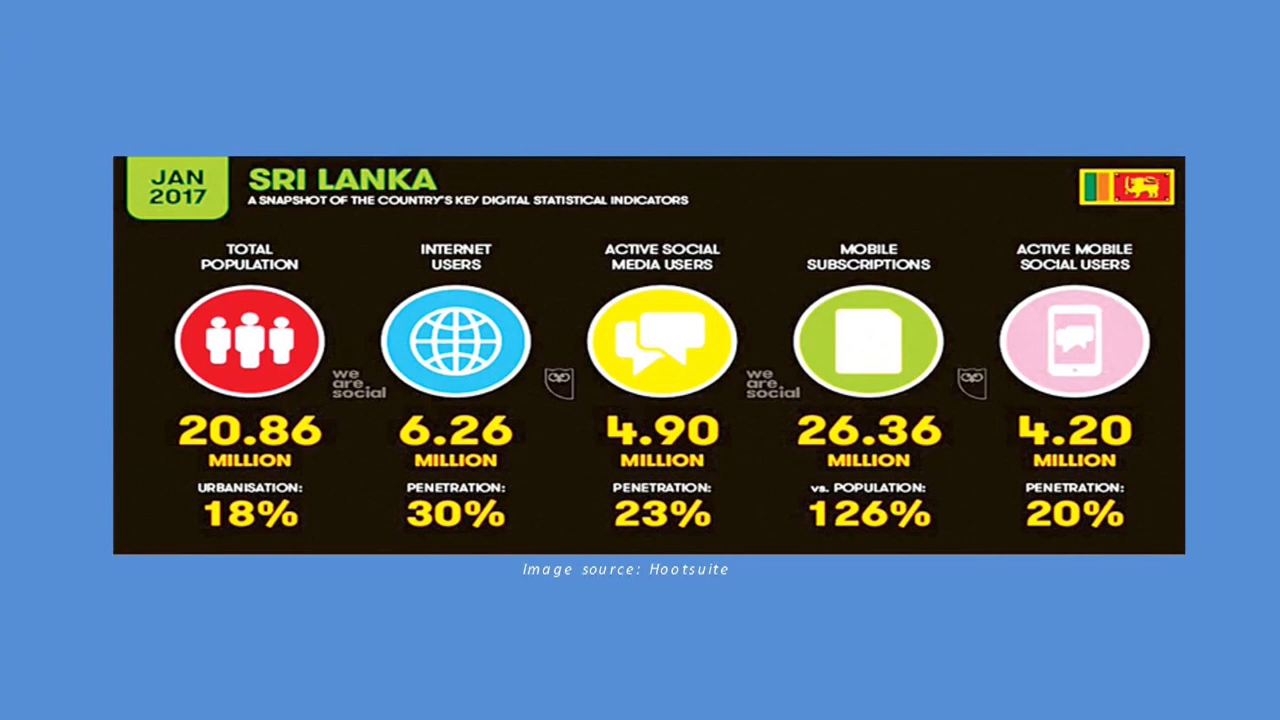 JAN
2017
SRI LANKA
A SNAPSHOT OF THE COUNTRY'S KEY DIGITAL STATISTICAL INDICATORS
TOTAL
POPULATION
20.86
MILLION
URBANISATION:
18%
INTERNET
USERS
6.26
MILLION
PENETRATION:
30%
ACTIVE SOCIAL
MEDIA USERS
4.90
MILLION
PENETRATION:
23%
MOBILE
SUBSCRIPTIONS
26.36
MILLION
vs. POPULATION:
126%
ACTIVE MOBILE
SOCIAL USERS
4.20
MILLION
PENETRATION:
20%
we
are
social
we
are
social
Image source: Hootsuite